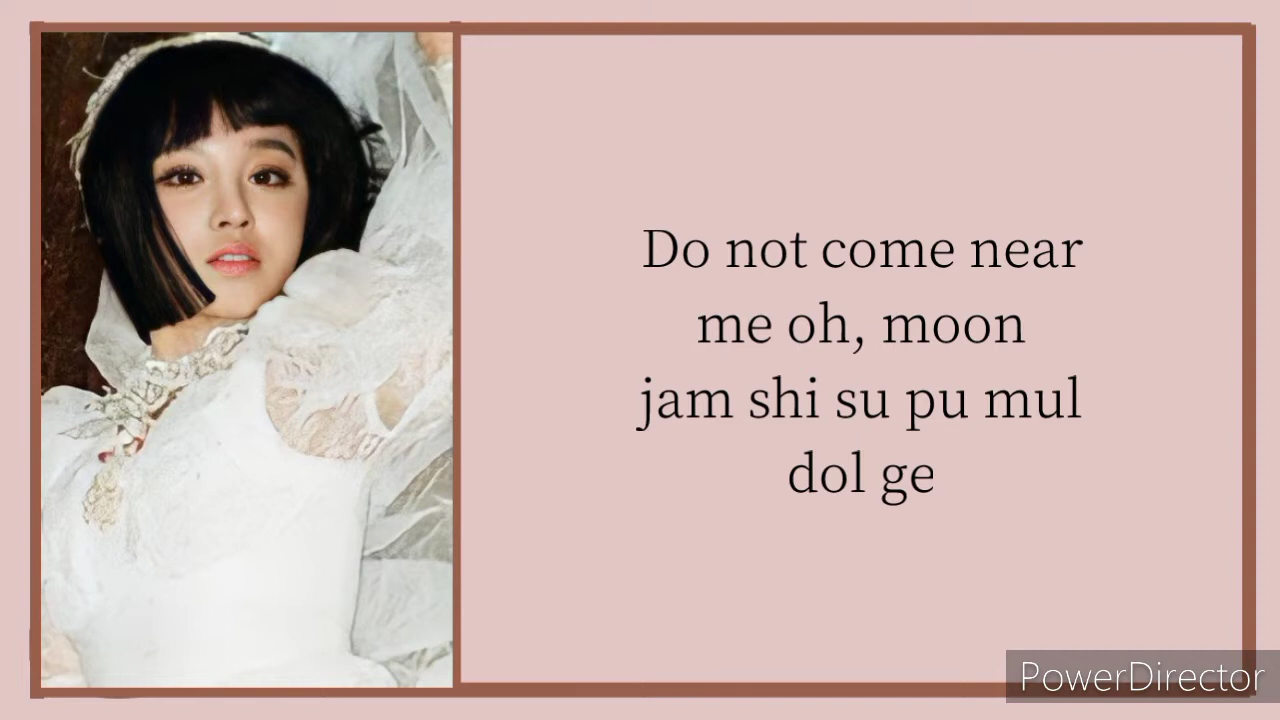 Do not come near
me oh, moon
jam shi su pu mul
dol ge
PowerDirector